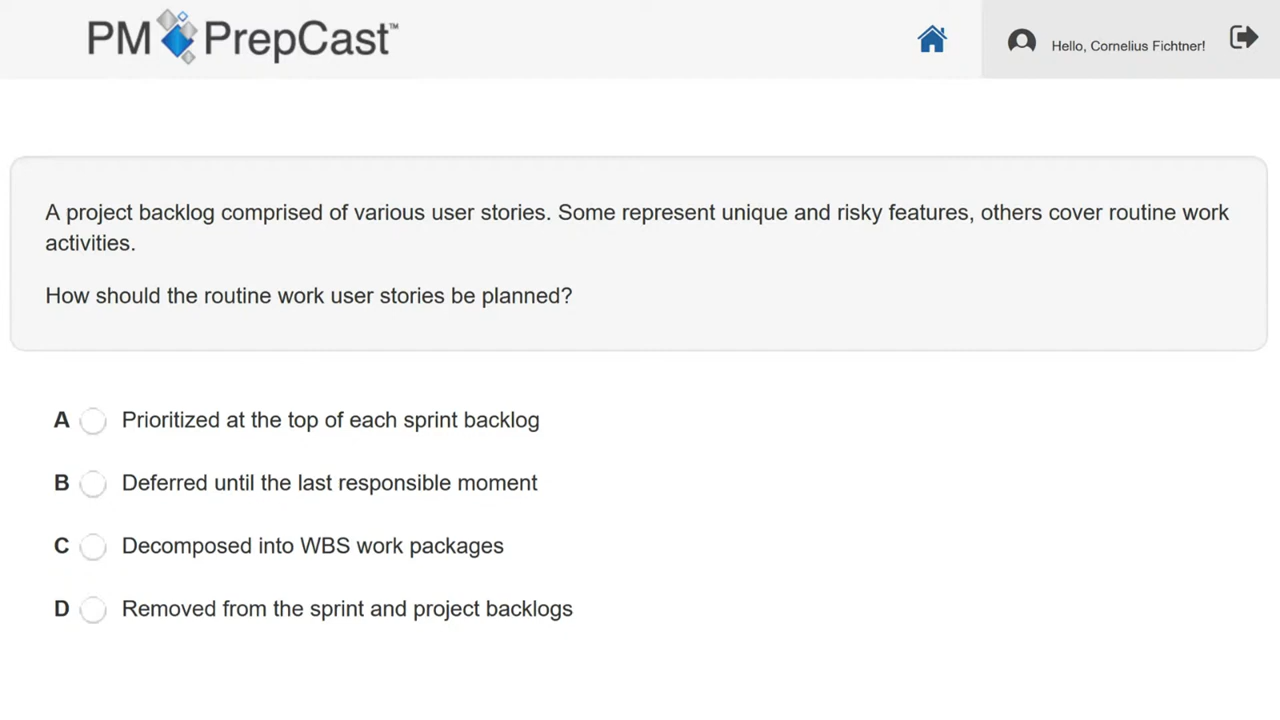 PM PrepCast™
Hello, Cornelius Fichtner!
A project backlog comprised of various user stories. Some represent unique and risky features, others cover routine work
activities.
How should the routine work user stories be planned?
A Prioritized at the top of each sprint backlog
B Deferred until the last responsible moment
C Decomposed into WBS work packages
D Removed from the sprint and project backlogs